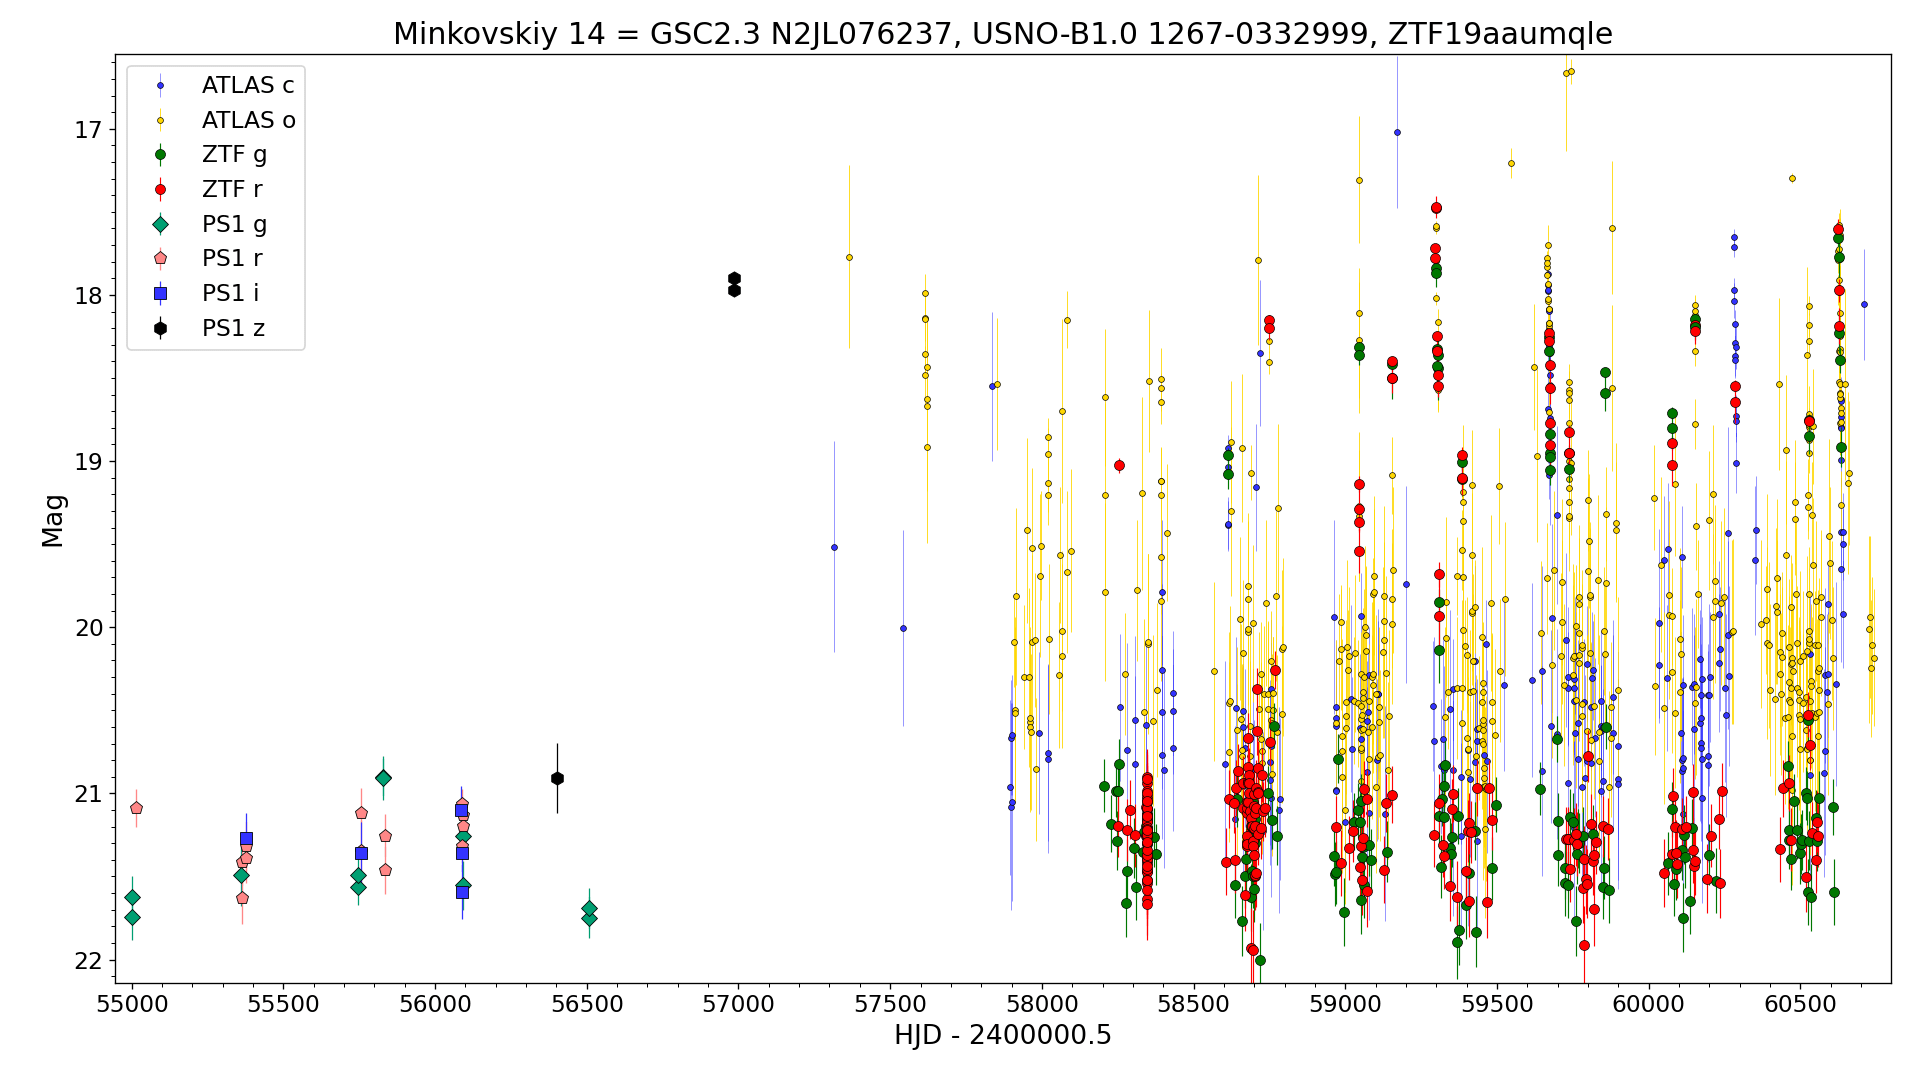 Minkovskiy 14 = GSC2.3 N2JL076237, USNO-B1.0 1267-0332999, ZTF19aaumqle
ATLAS c
ATLAS o
ZTF g
ZTF r
PS1 g
PS1 r
PS1 i
PS1 z
Mag
17
18
19
20
21
22
55000 55500 56000 56500 57000 57500 58000 58500 59000 59500 60000 60500
HJD - 2400000.5